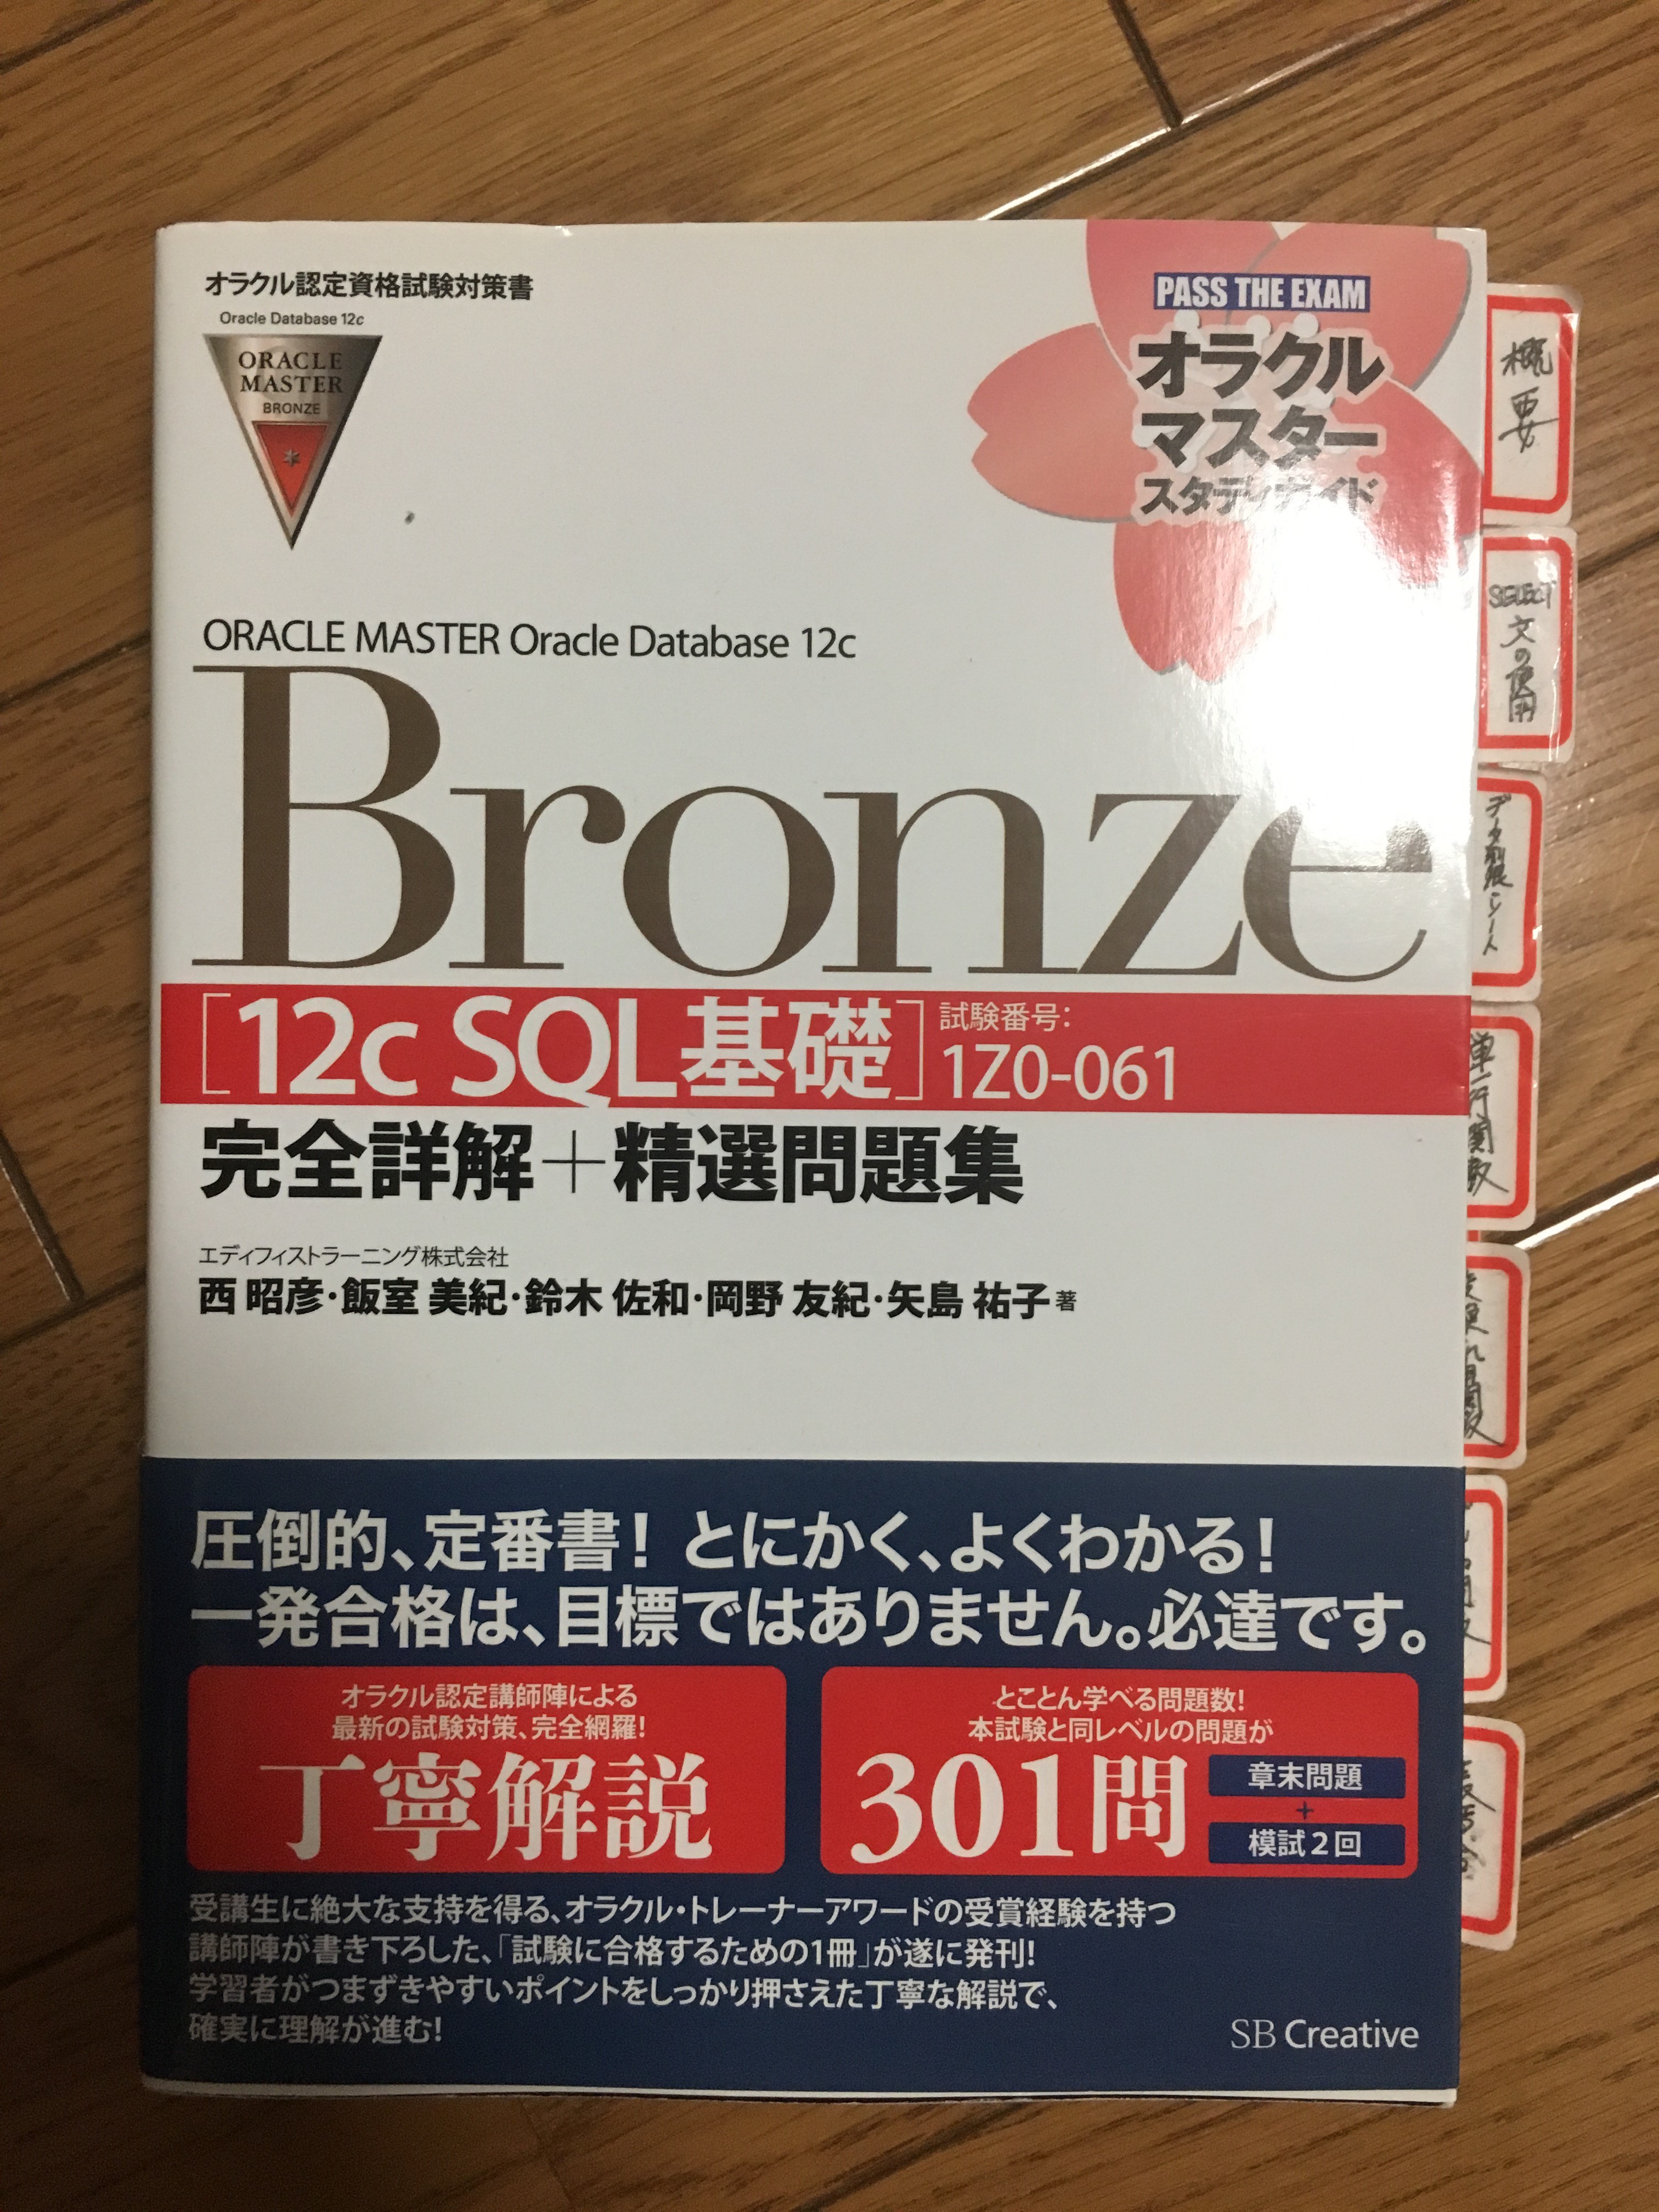 オラクル認定資格試験対策書
Oracle Database 12c
ORACLE
MASTER
BRONZE
PASS THE EXAM
オラクル
マスター
スタディガイド
ORACLE MASTER Oracle Database 12c
Bronze
[12c SQL基礎] 試験番号:
1Z0-061
完全詳解+精選問題集
エディフィストラーニング株式会社
西 昭彦・飯室 美紀・鈴木 佐和・岡野 友紀・矢島 祐子 著
圧倒的、定番書! とにかく、よくわかる!
一発合格は、目標ではありません。必達です。
オラクル認定講師陣による
最新の試験対策、完全網羅!
丁寧解説
とことん学べる問題数!
本試験と同レベルの問題が
301問
章末問題
+
模試2回
受講生に絶大な支持を得る、オラクル・トレーナーアワードの受賞経験を持つ
講師陣が書き下ろした、「試験に合格するための1冊」が遂に発刊!
学習者がつまずきやすいポイントをしっかり押さえた丁寧な解説で、
確実に理解が進む!
SB Creative
概要
SELECT
文の使用
データ制限・ソート
単一行関数